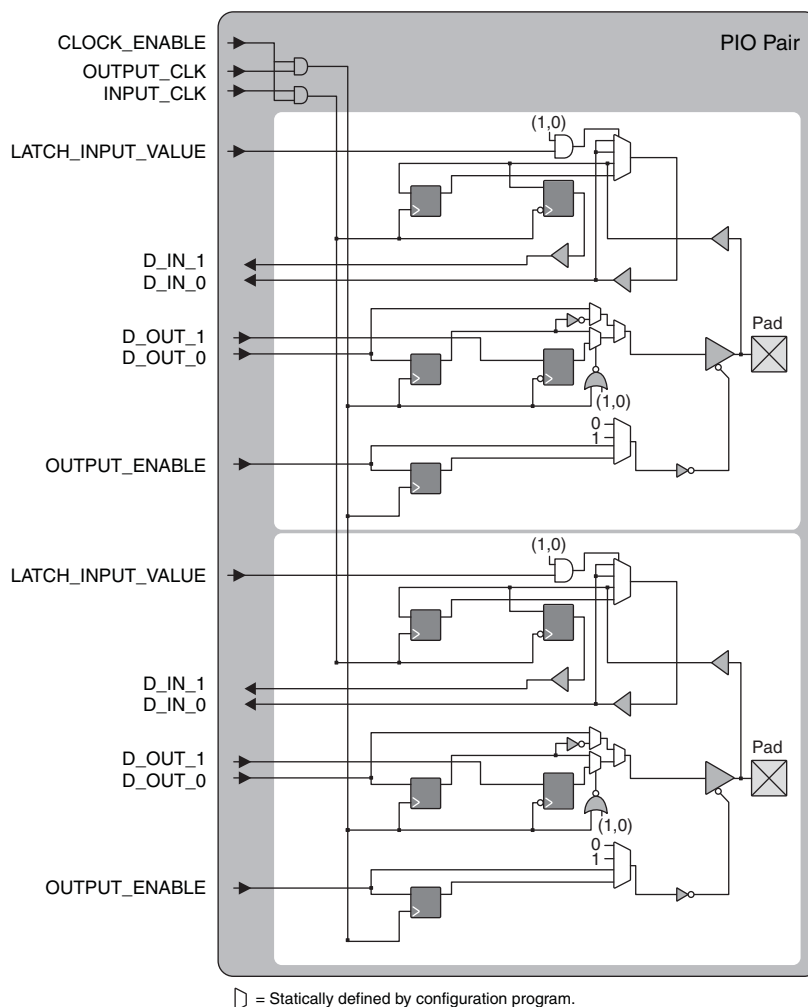 PIO Pair
CLOCK_ENABLE
OUTPUT_CLK
INPUT_CLK
(1,0)
LATCH_INPUT_VALUE
D_IN_1
D_IN_0
D_OUT_1
D_OUT_0
Pad
(1,0)
0
1
OUTPUT_ENABLE
(1,0)
LATCH_INPUT_VALUE
D_IN_1
D_IN_0
D_OUT_1
D_OUT_0
Pad
(1,0)
0
1
OUTPUT_ENABLE
= Statically defined by configuration program.